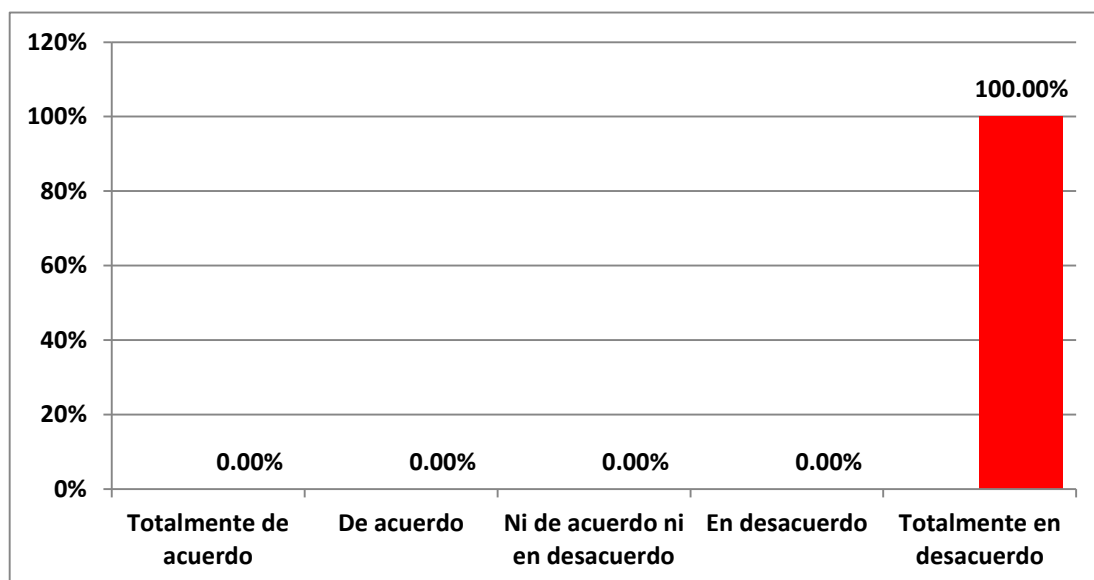 120%
100.00%
100%
80%
60%
40%
20%
0.00% 0.00% 0.00% 0.00%
0%
Totalmente de acuerdo
De acuerdo
Ni de acuerdo ni en desacuerdo
En desacuerdo
Totalmente en desacuerdo